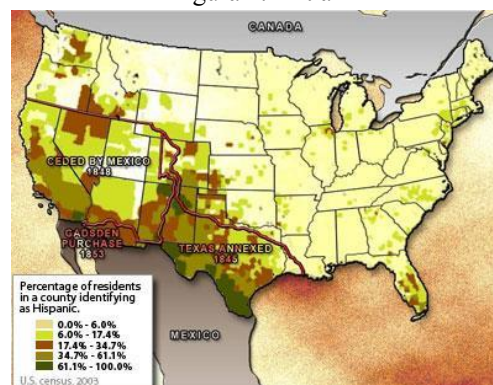 CANADA
CEDED BY MEXICO
1848
GADSDEN
PURCHASE
1853
TEXAS ANNEXED
1845
MEXICO
Percentage of residents
in a county identifying
as Hispanic.
0.0% - 6.0%
6.0% - 17.4%
17.4% - 34.7%
34.7% - 61.1%
61.1% - 100.0%
U.S. census, 2003